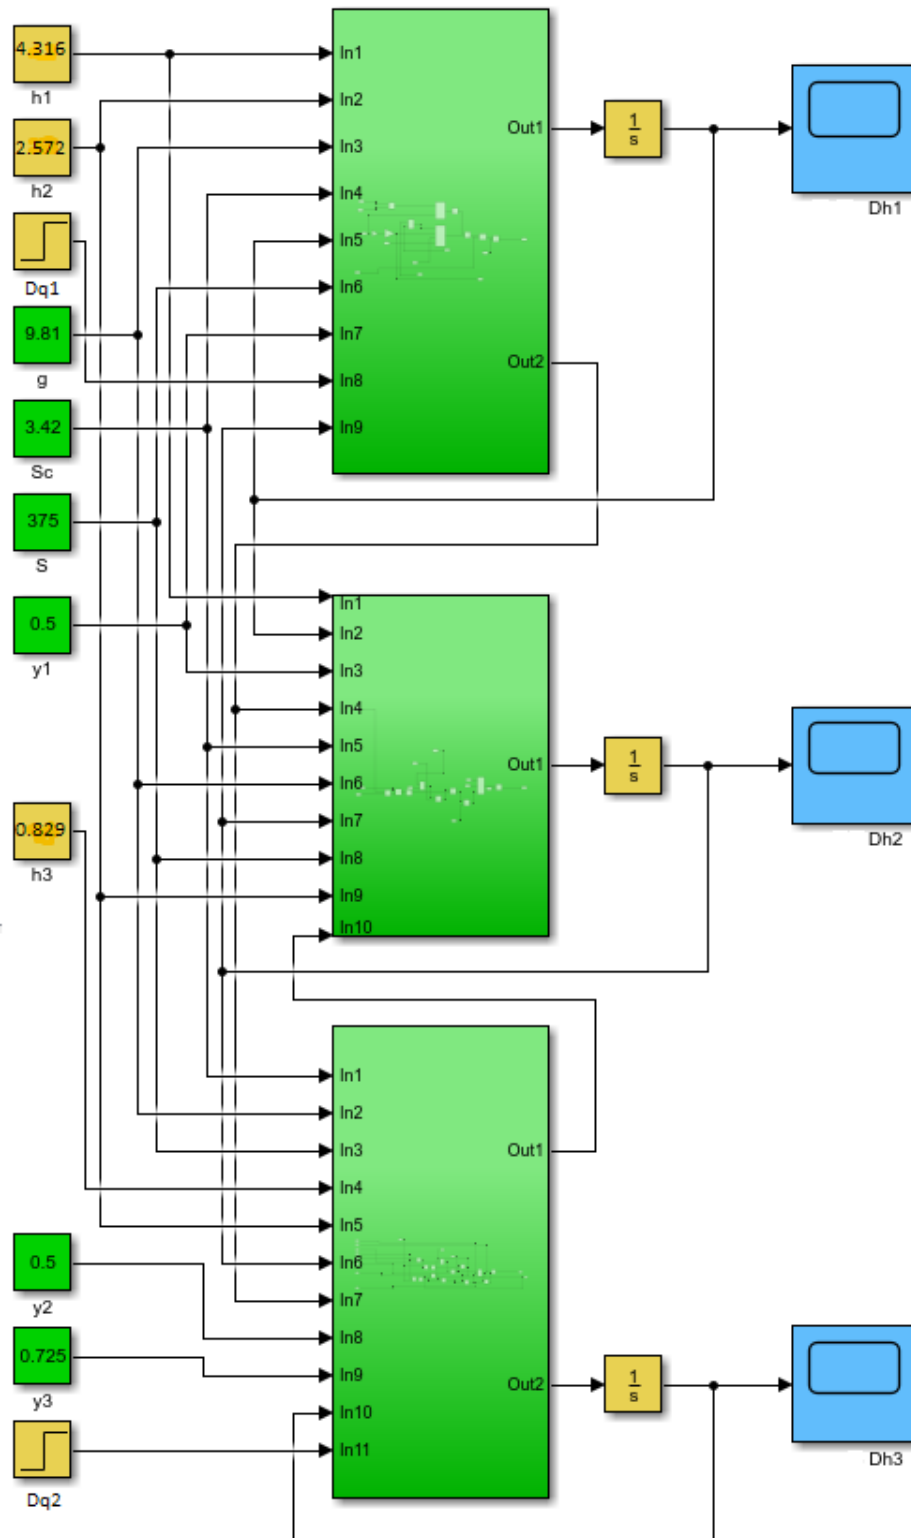 4.316
h1
2.572
h2
Dq1
9.81
g
3.42
Sc
375
S
0.5
y1
0.829
h3
0.5
y2
0.725
y3
Dq2
In1
In2
In3
In4
In5
In6
In7
In8
In9
Out1
Out2
1
s
Dh1
In1
In2
In3
In4
In5
In6
In7
In8
In9
In10
Out1
1
s
Dh2
In1
In2
In3
In4
In5
In6
In7
In8
In9
In10
In11
Out1
Out2
1
s
Dh3